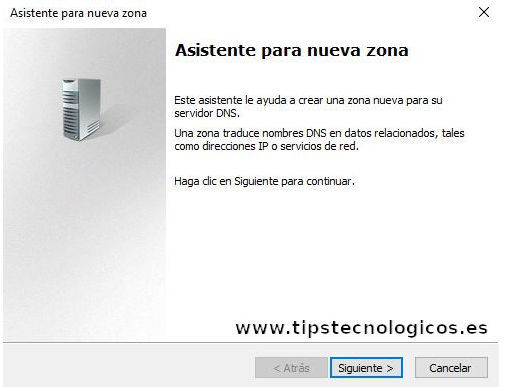 Asistente para nueva zona
Asistente para nueva zona
Este asistente le ayuda a crear una zona nueva para su
servidor DNS.
Una zona traduce nombres DNS en datos relacionados, tales
como direcciones IP o servicios de red.
Haga clic en Siguiente para continuar.
www.tipstecnologicos.es
< Atrás
Siguiente >
Cancelar